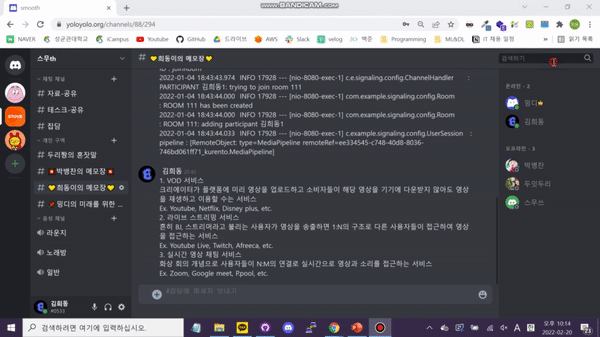 WWW.BANDICAM.COM
smooth
yoloyolo.org/channels/88/294
NAVER
성균관대학교
iCampus
Youtube
GitHub
드라이브
AWS
Slack
velog
백준
Programming
ML&DL
IT 채용 일정
»
읽기 목록
스무th
채팅 채널
자료-공유
태스크-공유
잡담
개인 구역
두리짱의 혼잣말
박병찬의 메모장
희동이의 메모장
밍디의 미래를 위한 ...
음성 채널
라운지
노래방
일반
김희동
#0533
희동이의 메모장
2022-01-04 18:43:43.974 INFO 17928 --- [nio-8080-exec-1] c.e.signaling.config.ChannelHandler :
PARTICIPANT 김희동1: trying to join room 111
2022-01-04 18:43:44.000 INFO 17928 --- [nio-8080-exec-1] com.example.signaling.config.Room
: ROOM 111 has been created
2022-01-04 18:43:44.000 INFO 17928 --- [nio-8080-exec-1] com.example.signaling.config.Room
: ROOM 111: adding participant 김희동1
2022-01-04 18:43:44.033 INFO 17928 --- [nio-8080-exec-1] c.example.signaling.config.UserSession :
pipeline : [RemoteObject: type=MediaPipeline remoteRef=ee334545-c748-40d8-8036-
746bd061ff71_kurento.MediaPipeline]
김희동
1. VOD 서비스
크리에이터가 플랫폼에 미리 영상을 업로드하고 소비자들이 해당 영상을 기기에 다운받지 않아도 영상
을 재생하고 이용할 수는 서비스
Ex. Youtube, Netflix, Disney plus, etc.
2. 라이브 스트리밍 서비스
흔히 BJ, 스트리머라고 불리는 사용자가 영상을 송출하면 1:N의 구조로 다른 사용자들이 접근하여 영상
을 접근하는 서비스
Ex. Youtube Live, Twitch, Afreeca, etc.
3. 실시간 영상 채팅 서비스
화상 회의 개념으로 사용자들이 N:M의 연결로 실시간으로 영상과 소리를 접근하는 서비스
Ex. Zoom, Google meet, Ppool, etc.
#잡담에 메세지 보내기
검색하기
온라인 - 2
밍디
김희동
오프라인 - 3
박병찬
두엇두리
스무쓰
검색하려면 여기에 입력하십시오.
A
오후 10:14
2022-02-20